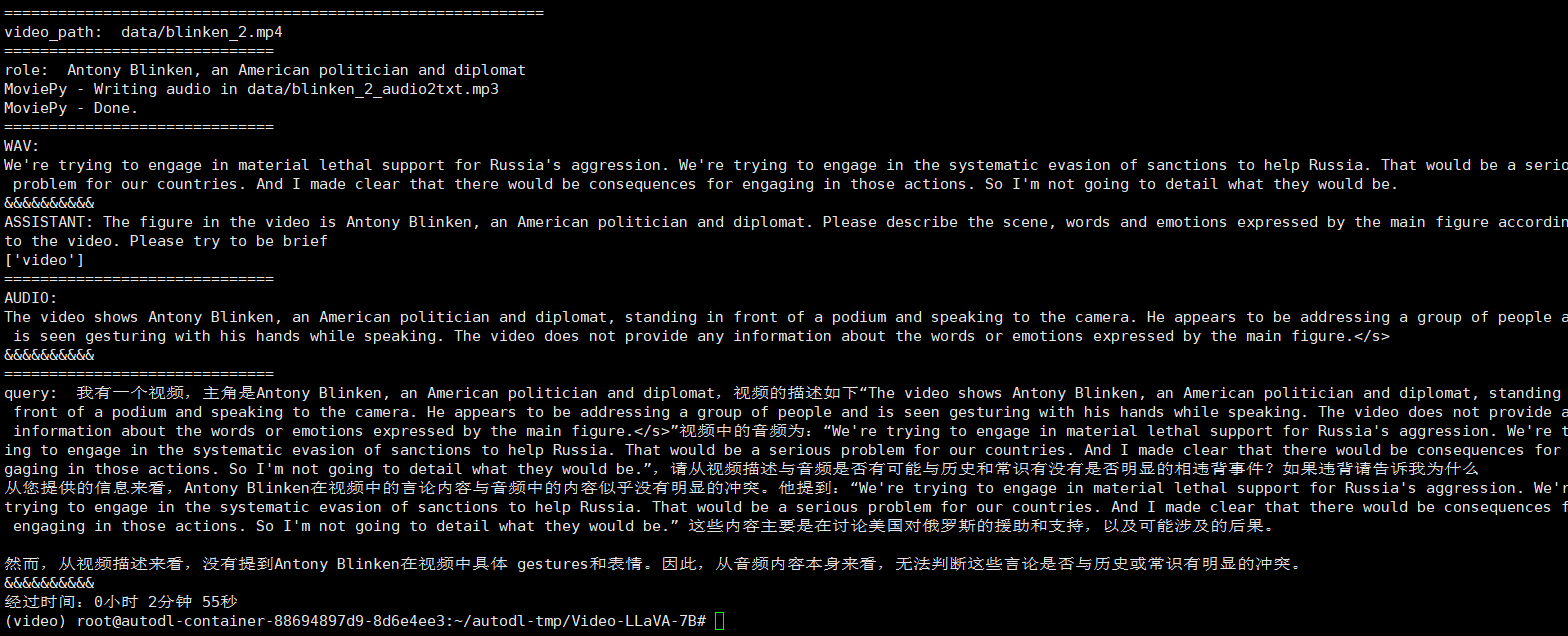 ============================================================
video_path:  data/blinken_2.mp4
==============================
role:  Antony Blinken, an American politician and diplomat
MoviePy - Writing audio in data/blinken_2_audio2txt.mp3
MoviePy - Done.
==============================
WAV:
We're trying to engage in material lethal support for Russia's aggression. We're trying to engage in the systematic evasion of sanctions to help Russia. That would be a serio
problem for our countries. And I made clear that there would be consequences for engaging in those actions. So I'm not going to detail what they would be.
&&&&&&&&&&
ASSISTANT: The figure in the video is Antony Blinken, an American politician and diplomat. Please describe the scene, words and emotions expressed by the main figure accordin
to the video. Please try to be brief
['video']
==============================
AUDIO:
The video shows Antony Blinken, an American politician and diplomat, standing in front of a podium and speaking to the camera. He appears to be addressing a group of people a
is seen gesturing with his hands while speaking. The video does not provide any information about the words or emotions expressed by the main figure.</s>
&&&&&&&&&&
==============================
query:  我有一个视频，主角是Antony Blinken, an American politician and diplomat，视频的描述如下“The video shows Antony Blinken, an American politician and diplomat, standing
front of a podium and speaking to the camera. He appears to be addressing a group of people and is seen gesturing with his hands while speaking. The video does not provide a
information about the words or emotions expressed by the main figure.</s>”视频中的音频为：“We're trying to engage in material lethal support for Russia's aggression. We're t
ing to engage in the systematic evasion of sanctions to help Russia. That would be a serious problem for our countries. And I made clear that there would be consequences for
gaging in those actions. So I'm not going to detail what they would be.”，请从视频描述与音频是否有可能与历史和常识有没有是否明显的相违背事件？如果违背请告诉我为什么
从您提供的信息来看，Antony Blinken在视频中的言论内容与音频中的内容似乎没有明显的冲突。他提到：“We're trying to engage in material lethal support for Russia's aggression. We'r
trying to engage in the systematic evasion of sanctions to help Russia. That would be a serious problem for our countries. And I made clear that there would be consequences f
engaging in those actions. So I'm not going to detail what they would be.” 这些内容主要是在讨论美国对俄罗斯的援助和支持，以及可能涉及的后果。
然而，从视频描述来看，没有提到Antony Blinken在视频中具体 gestures和表情。因此，从音频内容本身来看，无法判断这些言论是否与历史或常识有明显的冲突。
&&&&&&&&&&
经过时间：0小时 2分钟 55秒
(video) root@autodl-container-88694897d9-8d6e4ee3:~/autodl-tmp/Video-LLaVA-7B#